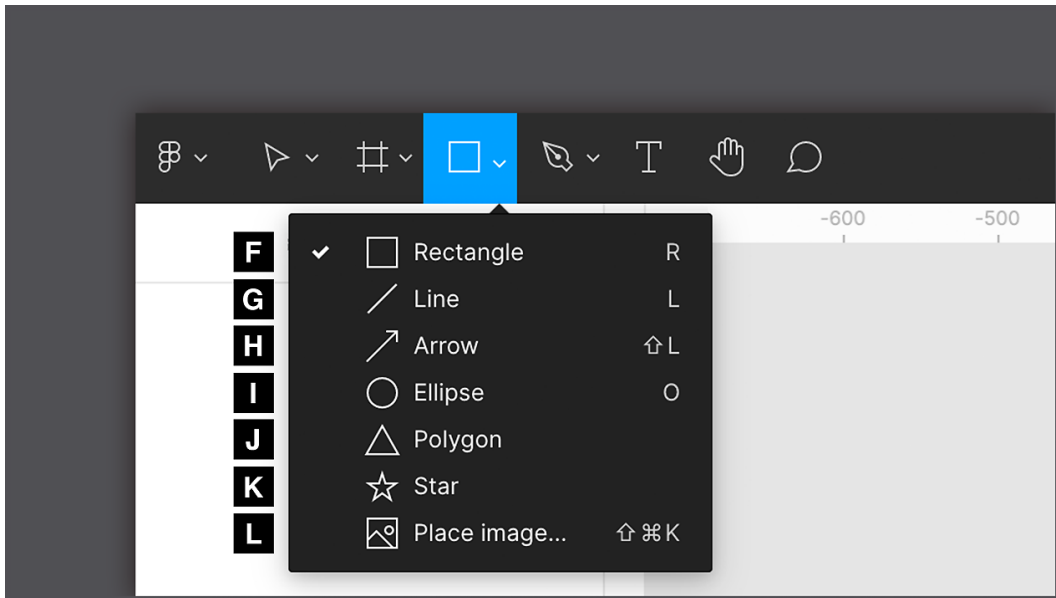 T
-600 -500
F Rectangle R
G Line L
H Arrow ⇧L
I Ellipse O
J Polygon
K Star
L Place image... ⇧⌘K